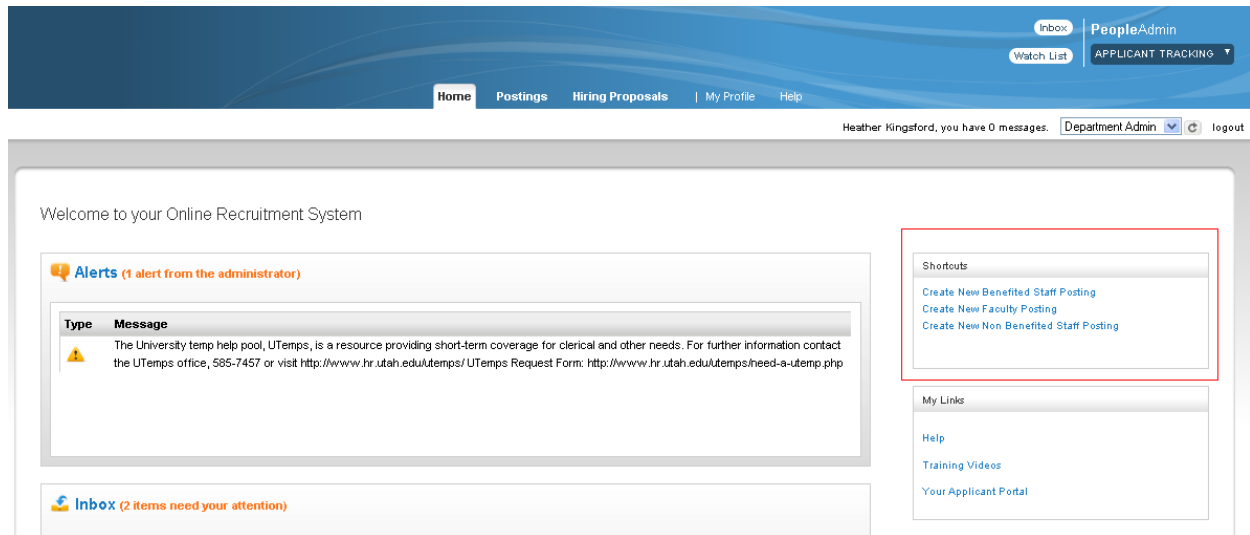 Inbox
PeopleAdmin
Watch List
APPLICANT TRACKING
Home Postings Hiring Proposals | My Profile Help
Heather Kingsford, you have 0 messages. Department Admin logout
Welcome to your Online Recruitment System
Alerts (1 alert from the administrator)
Type Message
The University temp help pool, UTemps, is a resource providing short-term coverage for clerical and other needs. For further information contact
the UTemps office, 585-7457 or visit http://www.hr.utah.edu/utemps/ UTemps Request Form: http://www.hr.utah.edu/utemps/need-a-utemp.php
Inbox (2 items need your attention)
Shortcuts
Create New Benefited Staff Posting
Create New Faculty Posting
Create New Non Benefited Staff Posting
My Links
Help
Training Videos
Your Applicant Portal